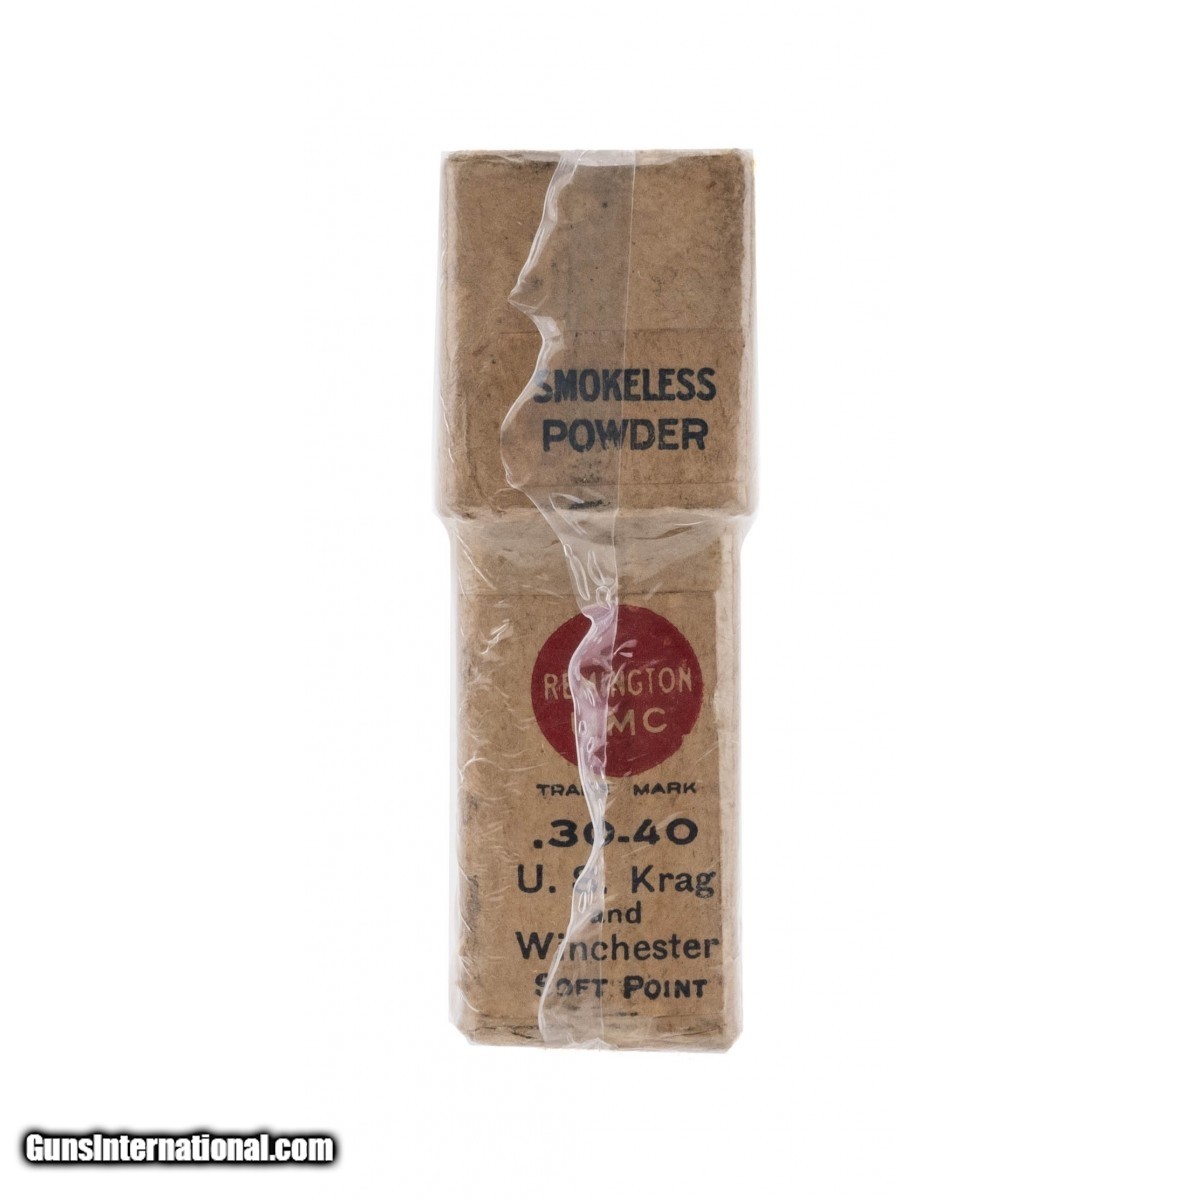 SMOKELESS
POWDER
REMINGTON
UMC
TRADE MARK
.30-40
U. S. Krag
and
Winchester
SOFT POINT
GunsInternational.com